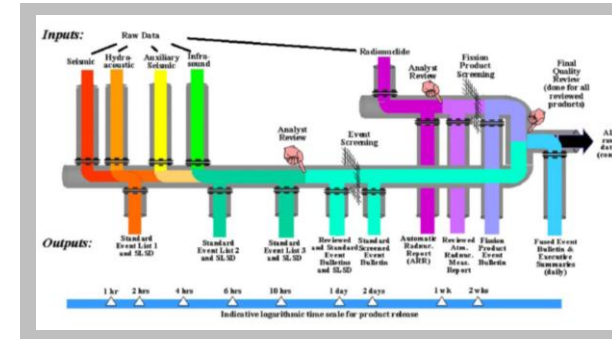 Inputs:
Raw Data
Seismic
Hydro-
acoustic
Auxiliary
Seismic
Infra-
sound
Radionuclide
Analyst
Review
Fission
Product
Screening
Final
Quality
Review
(done for all
reviewed
products)
Analyst
Review
Event
Screening
Outputs:
Standard
Event List 1
and SLSD
Standard
Event List 2
and SLSD
Standard
Event List 3
and SLSD
Reviewed
and Standard
Event
Bulletins
and SLSD
Standard
Screened
Event
Bulletin
Automatic
Radnuc.
Report
(ARR)
Reviewed
Atm.
Radnuc.
Meas.
Report
Fission
Product
Event
Bulletin
Fused Event
Bulletin &
Executive
Summaries
(daily)
1 hr
2 hrs
4 hrs
6 hrs
10 hrs
1 day
2 days
1 wk
2 wks
Indicative logarithmic time scale for product release